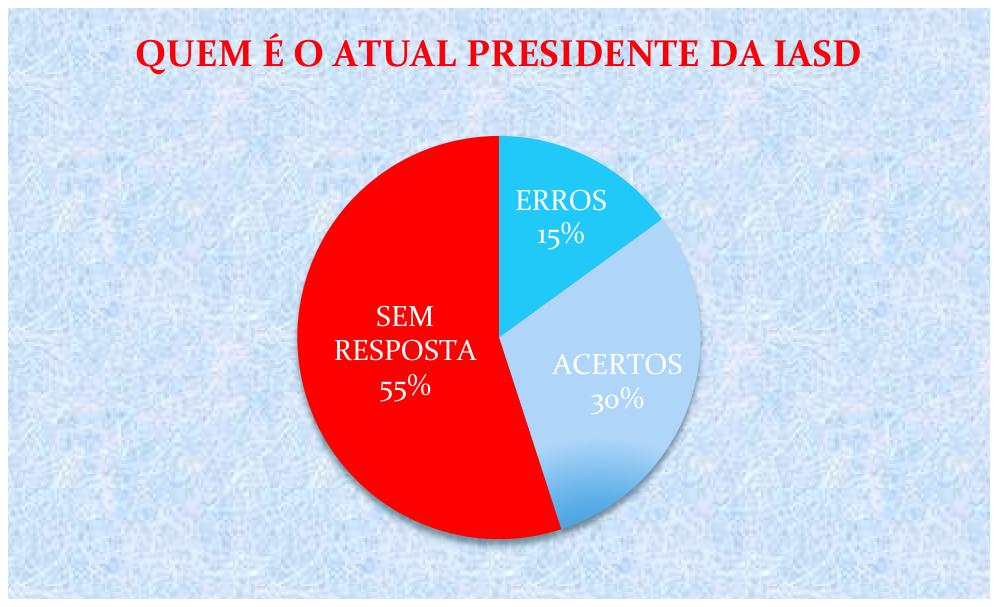 QUEM É O ATUAL PRESIDENTE DA IASD
ERROS
15%
SEM
RESPOSTA
55%
ACERTOS
30%